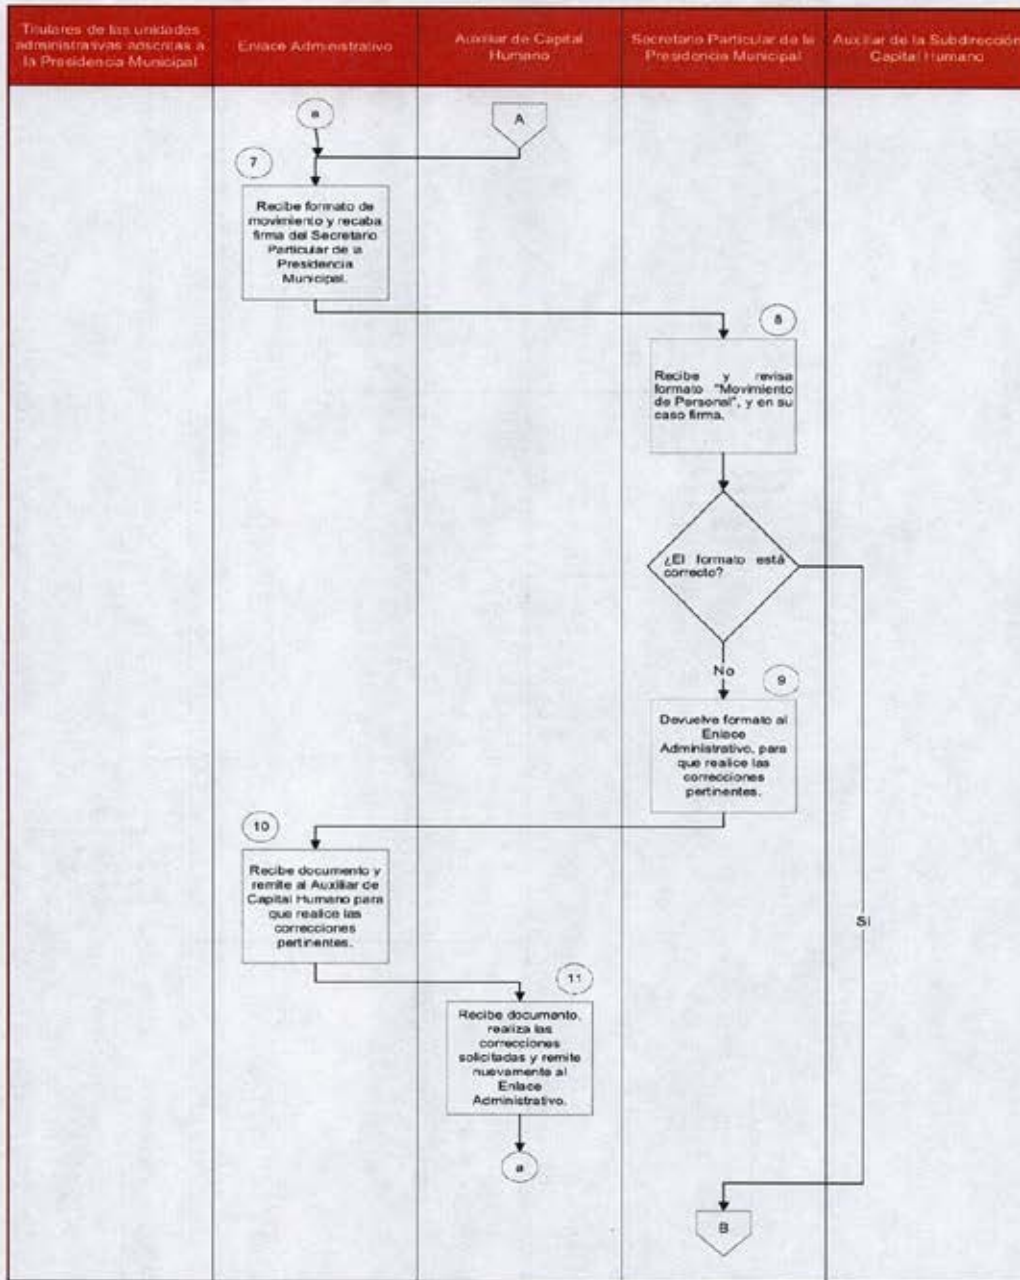 Titulares de las unidades
administrativas adscritas a
la Presidencia Municipal
Enlace Administrativo
Auxiliar de Capital
Humano
Secretario Particular de la
Presidencia Municipal
Auxiliar de la Subdirección
Capital Humano
a
A
7
Recibe formato de
movimiento y recaba
firma del Secretario
Particular de la
Presidencia
Municipal.
8
Recibe y revisa
formato "Movimiento
de Personal", y en su
caso firma.
¿El formato está
correcto?
No
9
Devuelve formato al
Enlace
Administrativo, para
que realice las
correcciones
pertinentes.
10
Recibe documento y
remite al Auxiliar de
Capital Humano para
que realice las
correcciones
pertinentes.
Sí
11
Recibe documento,
realiza las
correcciones
solicitadas y remite
nuevamente al
Enlace
Administrativo.
a
B